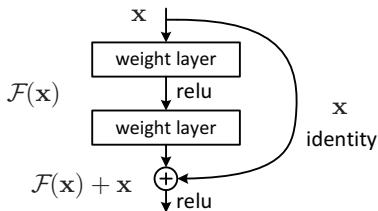 x
weight layer
relu
F(x)
weight layer
x
identity
F(x) + x
+
relu